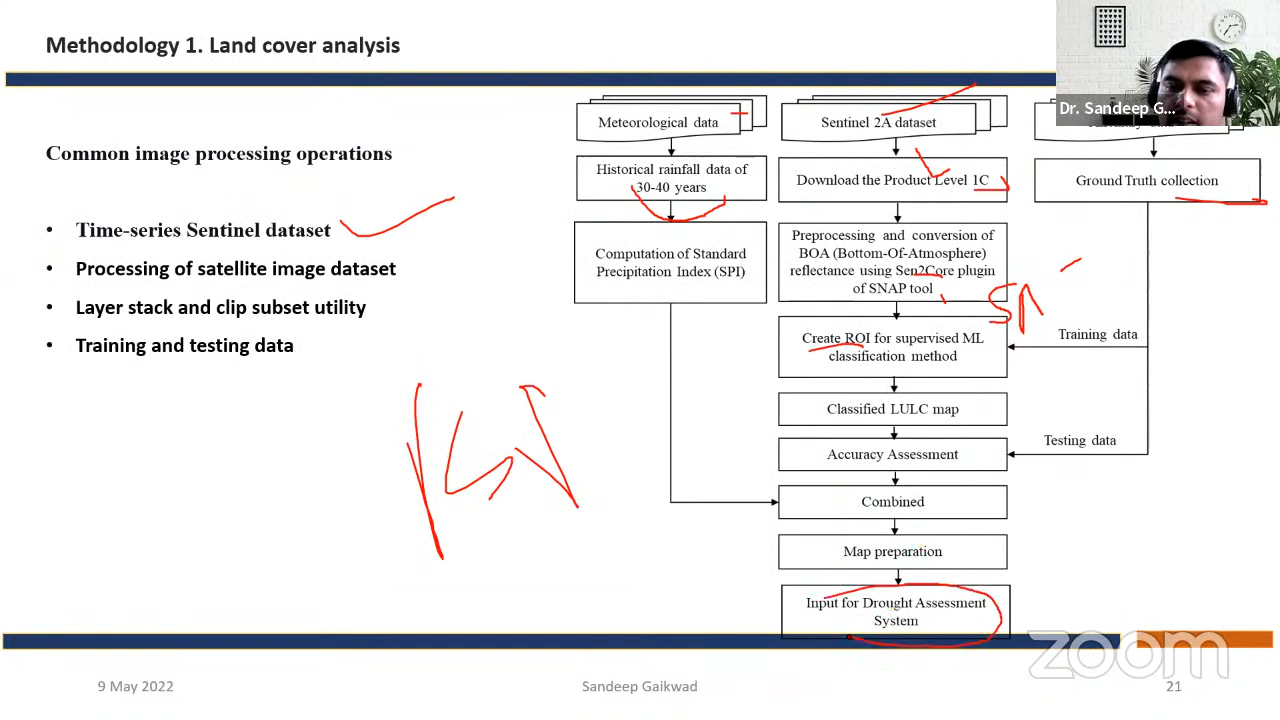 Methodology 1. Land cover analysis
Dr. Sandeep G...
Common image processing operations
• Time-series Sentinel dataset
• Processing of satellite image dataset
• Layer stack and clip subset utility
• Training and testing data
Meteorological data
Historical rainfall data of
30-40 years
Computation of Standard
Precipitation Index (SPI)
Sentinel 2A dataset
Download the Product Level 1C
Preprocessing and conversion of
BOA (Bottom-Of-Atmosphere)
reflectance using Sen2Core plugin
of SNAP tool
Create ROI for supervised ML
classification method
Classified LULC map
Accuracy Assessment
Combined
Map preparation
Input for Drought Assessment
System
Ground Truth collection
Training data
Testing data
zoom
9 May 2022
Sandeep Gaikwad
21